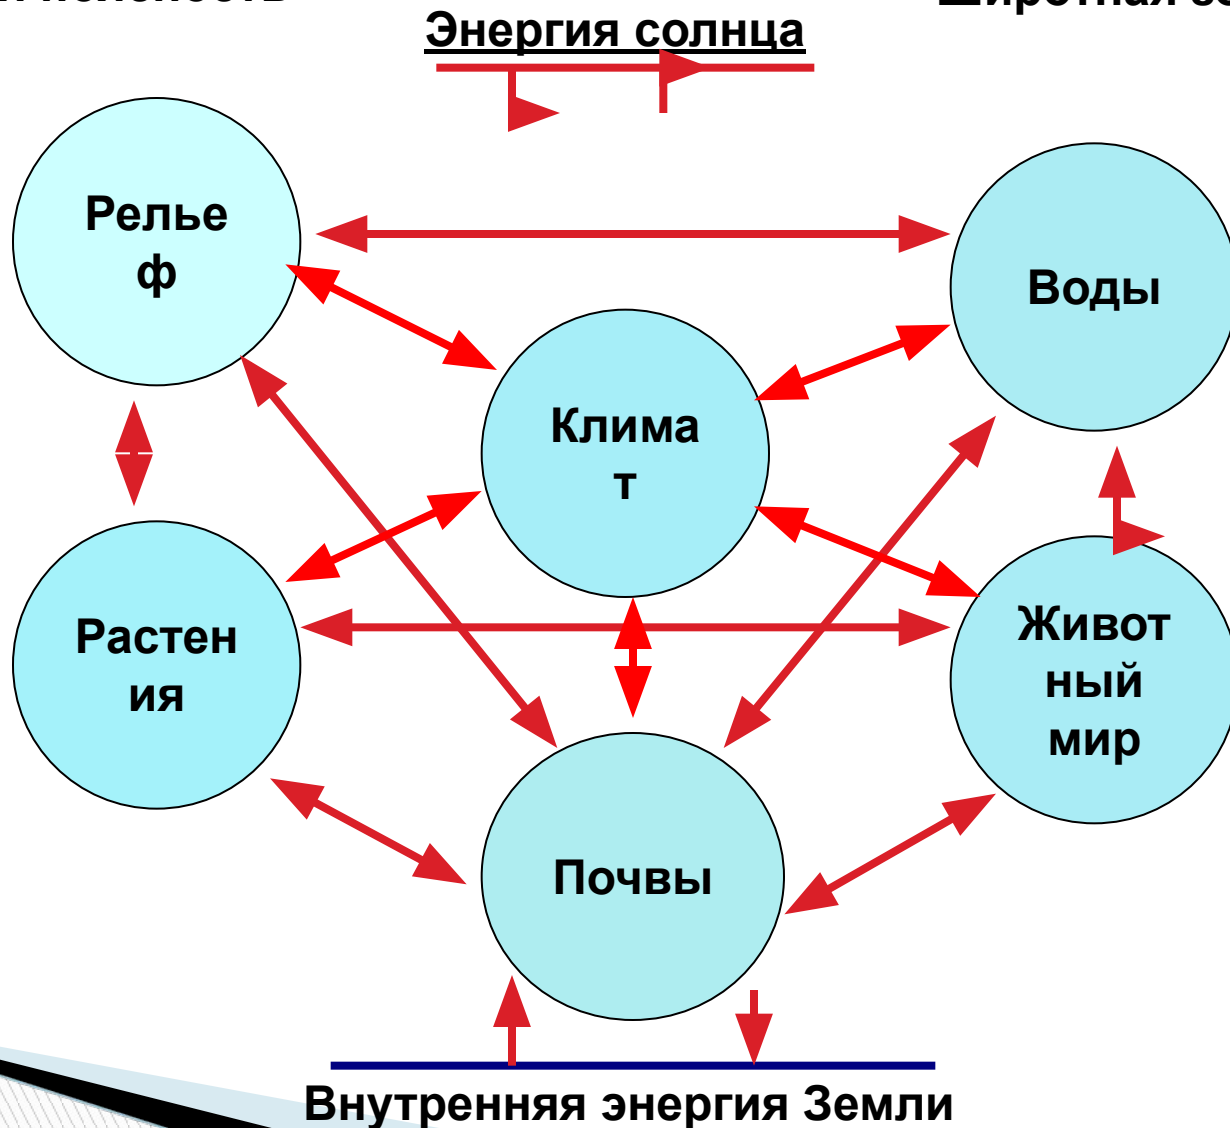 Энергия солнца
Релье
ф
Воды
Клима
т
Растен
ия
Живот
ный
мир
Почвы
Внутренняя энергия Земли